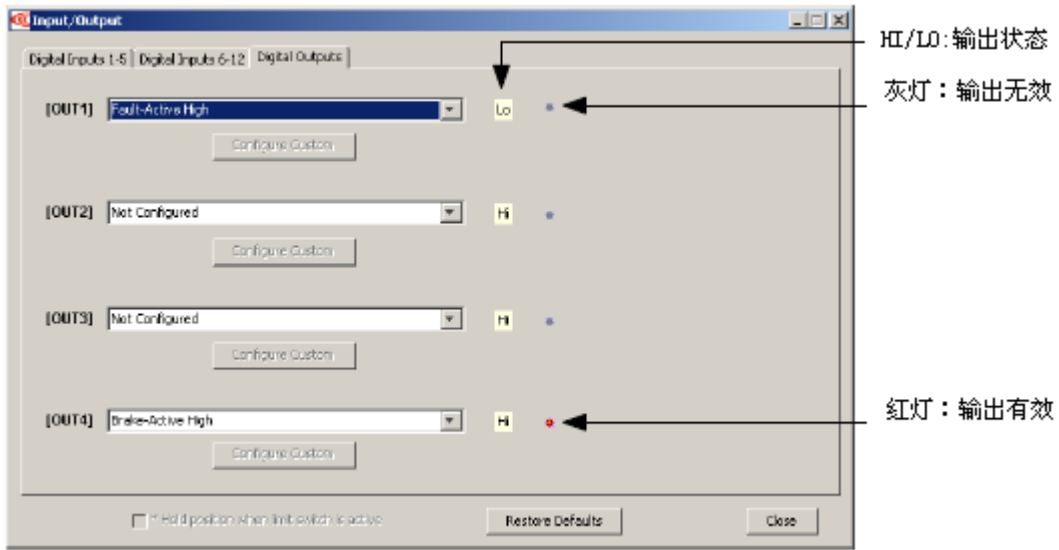 Input/Output
HI/LO:输出状态
Digital Inputs 1-5 Digital Inputs 6-12 Digital Outputs
灰灯：输出无效
[OUT1] Fault-Active High Lo
Configure Custom
[OUT2] Not Configured Hi
Configure Custom
[OUT3] Not Configured Hi
Configure Custom
红灯：输出有效
[OUT4] Brake-Active High Hi
Configure Custom
* Hold position when limit switch is active
Restore Defaults
Close